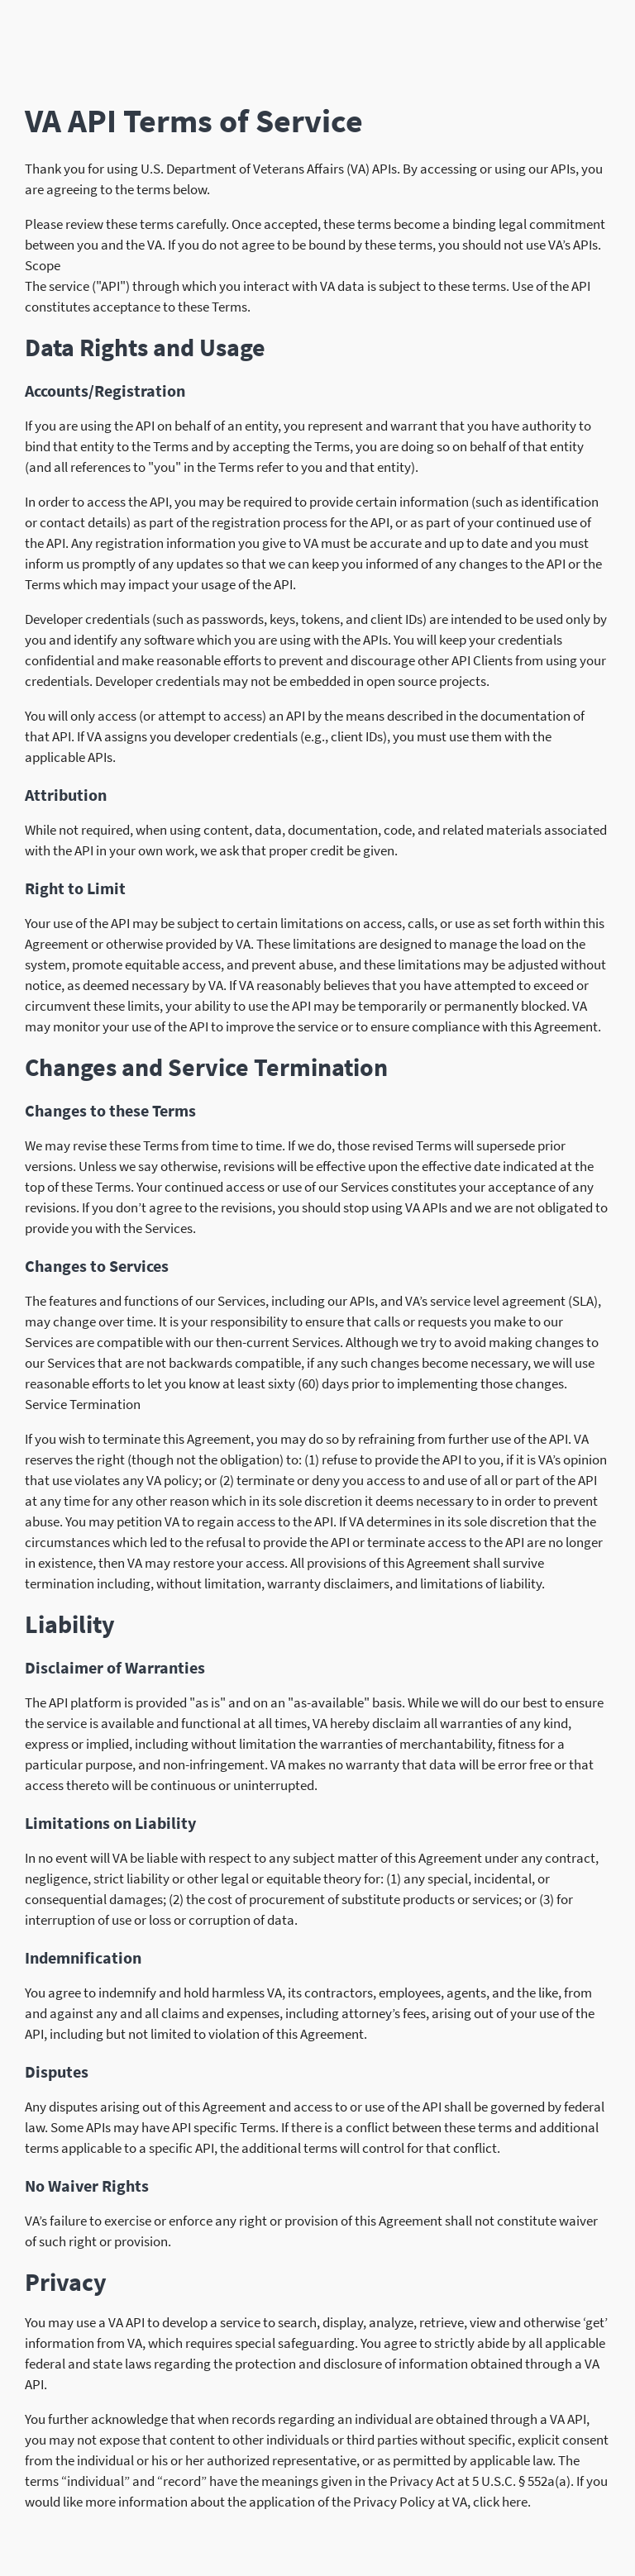 VA API Terms of Service
Thank you for using U.S. Department of Veterans Affairs (VA) APIs. By accessing or using our APIs, you
are agreeing to the terms below.
Please review these terms carefully. Once accepted, these terms become a binding legal commitment
between you and the VA. If you do not agree to be bound by these terms, you should not use VA’s APIs.
Scope
The service ("API") through which you interact with VA data is subject to these terms. Use of the API
constitutes acceptance to these Terms.
Data Rights and Usage
Accounts/Registration
If you are using the API on behalf of an entity, you represent and warrant that you have authority to
bind that entity to the Terms and by accepting the Terms, you are doing so on behalf of that entity
(and all references to "you" in the Terms refer to you and that entity).
In order to access the API, you may be required to provide certain information (such as identification
or contact details) as part of the registration process for the API, or as part of your continued use of
the API. Any registration information you give to VA must be accurate and up to date and you must
inform us promptly of any updates so that we can keep you informed of any changes to the API or the
Terms which may impact your usage of the API.
Developer credentials (such as passwords, keys, tokens, and client IDs) are intended to be used only by
you and identify any software which you are using with the APIs. You will keep your credentials
confidential and make reasonable efforts to prevent and discourage other API Clients from using your
credentials. Developer credentials may not be embedded in open source projects.
You will only access (or attempt to access) an API by the means described in the documentation of
that API. If VA assigns you developer credentials (e.g., client IDs), you must use them with the
applicable APIs.
Attribution
While not required, when using content, data, documentation, code, and related materials associated
with the API in your own work, we ask that proper credit be given.
Right to Limit
Your use of the API may be subject to certain limitations on access, calls, or use as set forth within this
Agreement or otherwise provided by VA. These limitations are designed to manage the load on the
system, promote equitable access, and prevent abuse, and these limitations may be adjusted without
notice, as deemed necessary by VA. If VA reasonably believes that you have attempted to exceed or
circumvent these limits, your ability to use the API may be temporarily or permanently blocked. VA
may monitor your use of the API to improve the service or to ensure compliance with this Agreement.
Changes and Service Termination
Changes to these Terms
We may revise these Terms from time to time. If we do, those revised Terms will supersede prior
versions. Unless we say otherwise, revisions will be effective upon the effective date indicated at the
top of these Terms. Your continued access or use of our Services constitutes your acceptance of any
revisions. If you don’t agree to the revisions, you should stop using VA APIs and we are not obligated to
provide you with the Services.
Changes to Services
The features and functions of our Services, including our APIs, and VA’s service level agreement (SLA),
may change over time. It is your responsibility to ensure that calls or requests you make to our
Services are compatible with our then-current Services. Although we try to avoid making changes to
our Services that are not backwards compatible, if any such changes become necessary, we will use
reasonable efforts to let you know at least sixty (60) days prior to implementing those changes.
Service Termination
If you wish to terminate this Agreement, you may do so by refraining from further use of the API. VA
reserves the right (though not the obligation) to: (1) refuse to provide the API to you, if it is VA’s opinion
that use violates any VA policy; or (2) terminate or deny you access to and use of all or part of the API
at any time for any other reason which in its sole discretion it deems necessary to in order to prevent
abuse. You may petition VA to regain access to the API. If VA determines in its sole discretion that the
circumstances which led to the refusal to provide the API or terminate access to the API are no longer
in existence, then VA may restore your access. All provisions of this Agreement shall survive
termination including, without limitation, warranty disclaimers, and limitations of liability.
Liability
Disclaimer of Warranties
The API platform is provided "as is" and on an "as-available" basis. While we will do our best to ensure
the service is available and functional at all times, VA hereby disclaim all warranties of any kind,
express or implied, including without limitation the warranties of merchantability, fitness for a
particular purpose, and non-infringement. VA makes no warranty that data will be error free or that
access thereto will be continuous or uninterrupted.
Limitations on Liability
In no event will VA be liable with respect to any subject matter of this Agreement under any contract,
negligence, strict liability or other legal or equitable theory for: (1) any special, incidental, or
consequential damages; (2) the cost of procurement of substitute products or services; or (3) for
interruption of use or loss or corruption of data.
Indemnification
You agree to indemnify and hold harmless VA, its contractors, employees, agents, and the like, from
and against any and all claims and expenses, including attorney’s fees, arising out of your use of the
API, including but not limited to violation of this Agreement.
Disputes
Any disputes arising out of this Agreement and access to or use of the API shall be governed by federal
law. Some APIs may have API specific Terms. If there is a conflict between these terms and additional
terms applicable to a specific API, the additional terms will control for that conflict.
No Waiver Rights
VA’s failure to exercise or enforce any right or provision of this Agreement shall not constitute waiver
of such right or provision.
Privacy
You may use a VA API to develop a service to search, display, analyze, retrieve, view and otherwise ‘get’
information from VA, which requires special safeguarding. You agree to strictly abide by all applicable
federal and state laws regarding the protection and disclosure of information obtained through a VA
API.
You further acknowledge that when records regarding an individual are obtained through a VA API,
you may not expose that content to other individuals or third parties without specific, explicit consent
from the individual or his or her authorized representative, or as permitted by applicable law. The
terms “individual” and “record” have the meanings given in the Privacy Act at 5 U.S.C. § 552a(a). If you
would like more information about the application of the Privacy Policy at VA, click here.